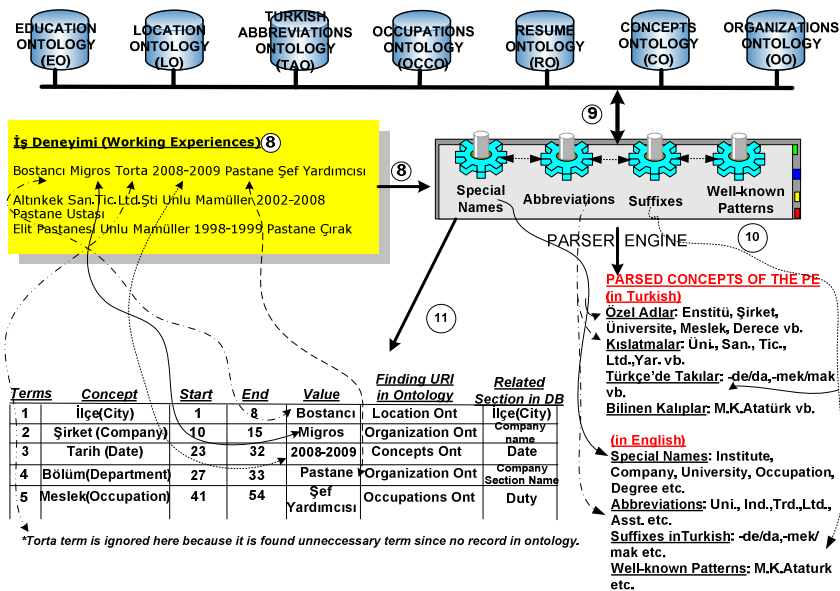 EDUCATION ONTOLOGY (EO)
LOCATION ONTOLOGY (LO)
TURKISH ABBREVIATIONS ONTOLOGY (TAO)
OCCUPATIONS ONTOLOGY (OCCO)
RESUME ONTOLOGY (RO)
CONCEPTS ONTOLOGY (CO)
ORGANIZATIONS ONTOLOGY (OO)
9
İş Deneyimi (Working Experiences) 8
Bostancı Migros Torta 2008-2009 Pastane Şef Yardımcısı
Altınkek San.Tic.Ltd.Şti Unlu Mamüller 2002-2008
Pastane Ustası
Elit Pastanesi Unlu Mamüller 1998-1999 Pastane Çırak
8
Special Names
Abbreviations
Suffixes
Well-known Patterns
PARSER ENGINE
10
11
PARSED CONCEPTS OF THE PE
(in Turkish)
Özel Adlar: Enstitü, Şirket,
Üniversite, Meslek, Derece vb.
Kıslatmalar: Üni., San., Tic.,
Ltd.,Yar. vb.
Türkçe'de Takılar: -de/da,-mek/mak
vb.
Bilinen Kalıplar: M.K.Atatürk vb.
(in English)
Special Names: Institute,
Company, University, Occupation,
Degree etc.
Abbreviations: Uni., Ind.,Trd.,Ltd.,
Asst. etc.
Suffixes inTurkish: -de/da,-mek/
mak etc.
Well-known Patterns: M.K.Ataturk
etc.
Terms Concept Start End Value Finding URI in Ontology Related Section in DB
1 İlçe(City) 1 8 Bostancı Location Ont İlçe(City)
2 Şirket (Company) 10 15 Migros Organization Ont Company name
3 Tarih (Date) 23 32 2008-2009 Concepts Ont Date
4 Bölüm(Department) 27 33 Pastane Organization Ont Company Section Name
5 Meslek(Occupation) 41 54 Şef Yardımcısı Occupations Ont Duty
*Torta term is ignored here because it is found unneccessary term since no record in ontology.